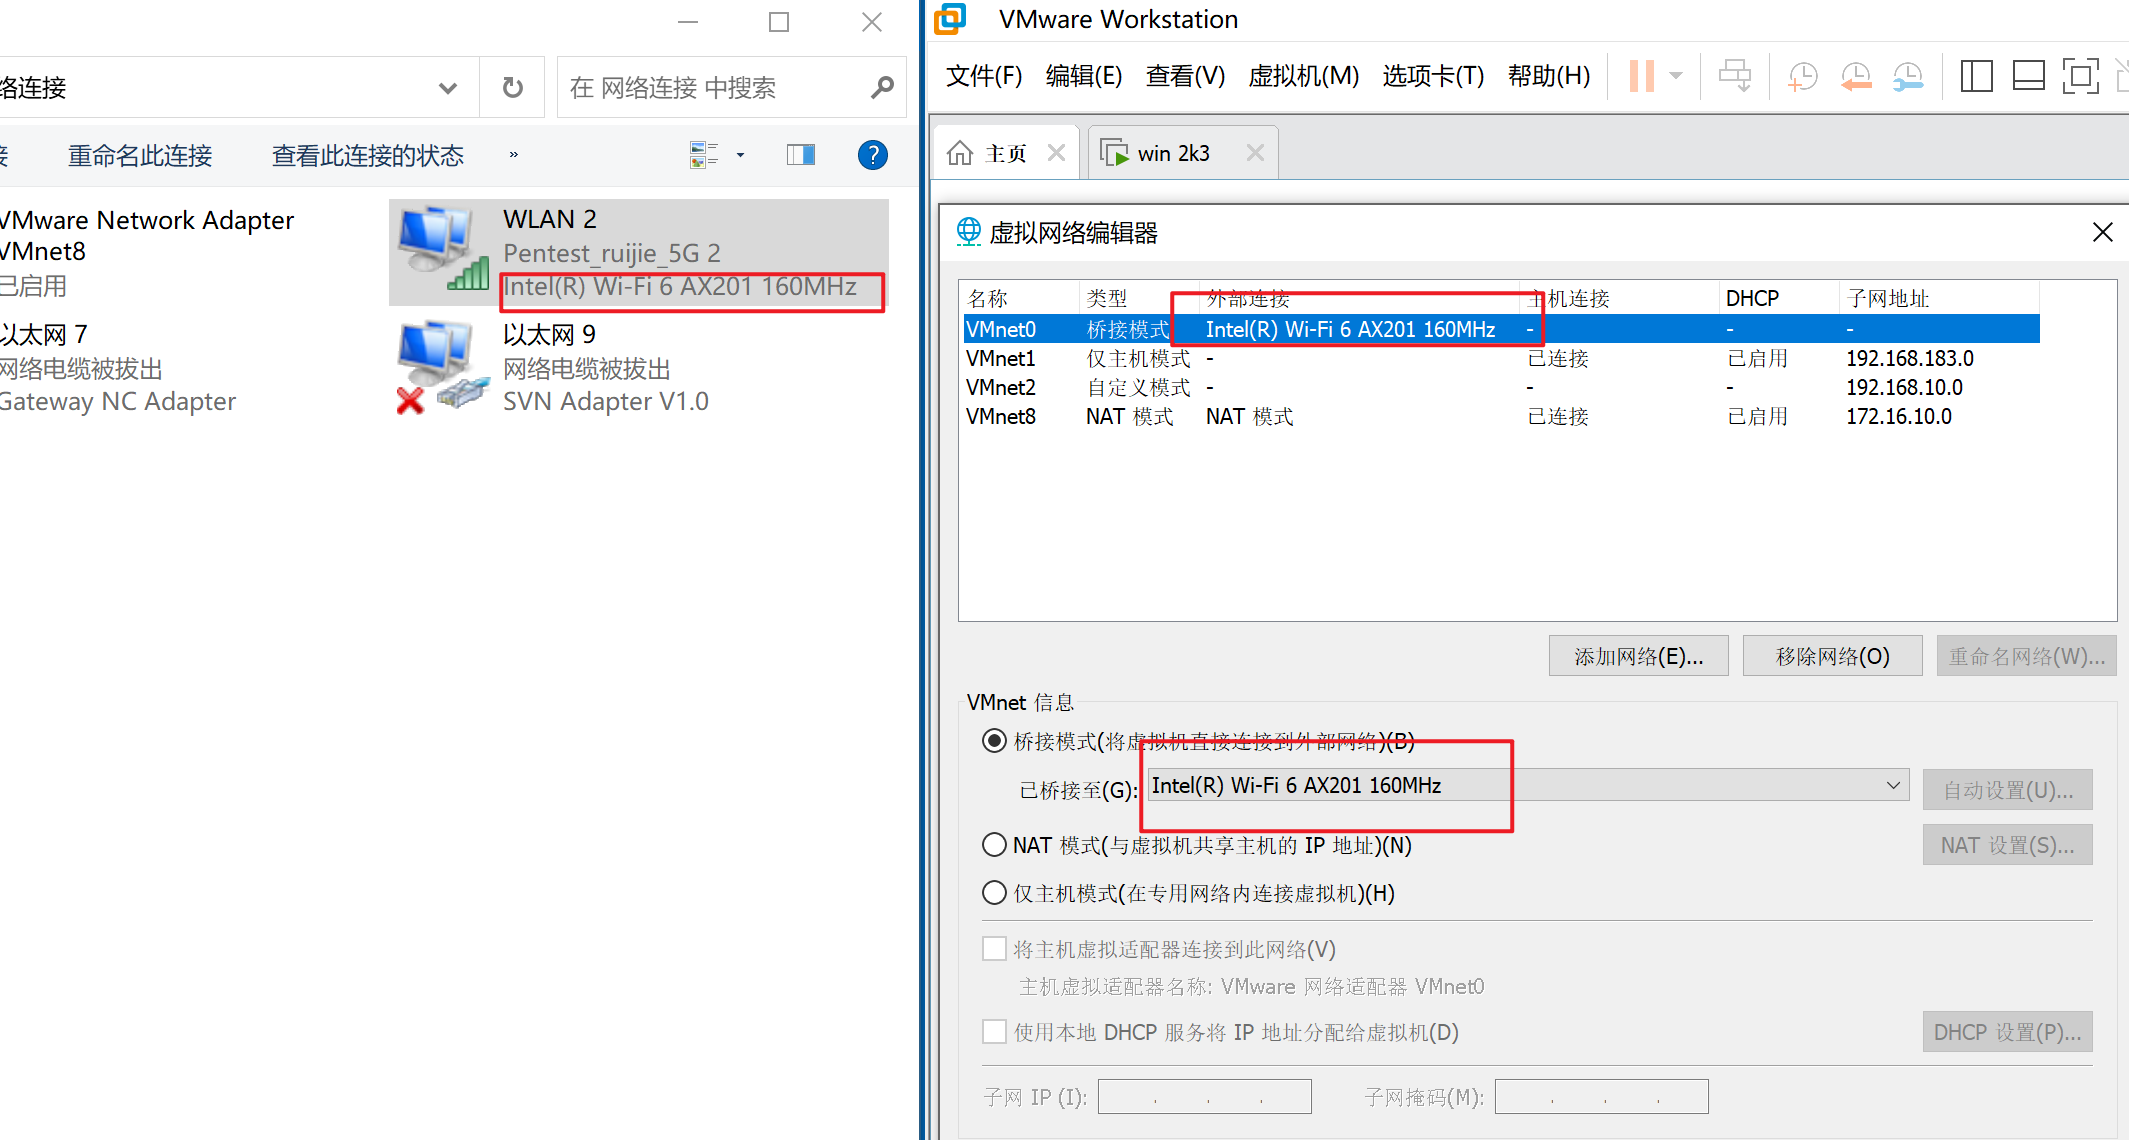 络连接
在 网络连接 中搜索
重命名此连接
查看此连接的状态
»
VMware Network Adapter
VMnet8
已启用
WLAN 2
Pentest_ruijie_5G 2
Intel(R) Wi-Fi 6 AX201 160MHz
以太网 7
网络电缆被拔出
Gateway NC Adapter
以太网 9
网络电缆被拔出
SVN Adapter V1.0
VMware Workstation
文件(F) 编辑(E) 查看(V) 虚拟机(M) 选项卡(T) 帮助(H)
主页
win 2k3
虚拟网络编辑器
名称 类型 外部连接 主机连接 DHCP 子网地址
VMnet0 桥接模式 Intel(R) Wi-Fi 6 AX201 160MHz - - -
VMnet1 仅主机模式 - 已连接 已启用 192.168.183.0
VMnet2 自定义模式 - - - 192.168.10.0
VMnet8 NAT 模式 NAT 模式 已连接 已启用 172.16.10.0
添加网络(E)... 移除网络(O) 重命名网络(W)...
VMnet 信息
桥接模式(将虚拟机直接连接到外部网络)(B)
已桥接至(G): Intel(R) Wi-Fi 6 AX201 160MHz 自动设置(U)...
NAT 模式(与虚拟机共享主机的 IP 地址)(N) NAT 设置(S)...
仅主机模式(在专用网络内连接虚拟机)(H)
将主机虚拟适配器连接到此网络(V)
主机虚拟适配器名称: VMware 网络适配器 VMnet0
使用本地 DHCP 服务将 IP 地址分配给虚拟机(D) DHCP 设置(P)...
子网 IP (I): . . . 子网掩码(M): . . .